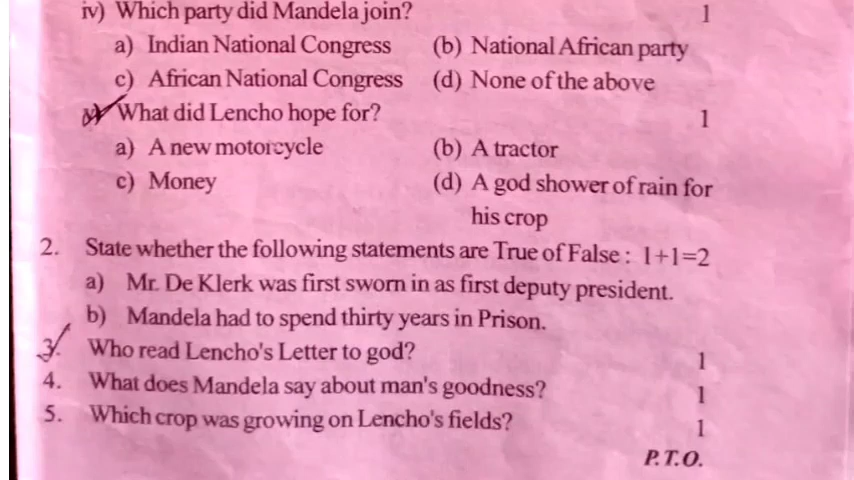 iv) Which party did Mandela join? 1
a) Indian National Congress (b) National African party
c) African National Congress (d) None of the above
What did Lencho hope for? 1
a) A new motorcycle (b) A tractor
c) Money (d) A god shower of rain for
his crop
2. State whether the following statements are True of False : 1+1=2
a) Mr. De Klerk was first sworn in as first deputy president.
b) Mandela had to spend thirty years in Prison.
3. Who read Lencho's Letter to god? 1
4. What does Mandela say about man's goodness? 1
5. Which crop was growing on Lencho's fields? 1
P.T.O.